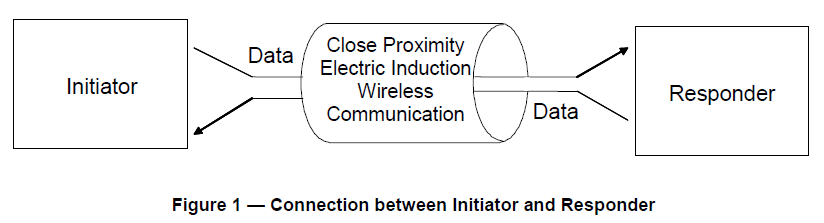 Initiator
Data
Close Proximity
Electric Induction
Wireless
Communication
Data
Responder
Figure 1 — Connection between Initiator and Responder